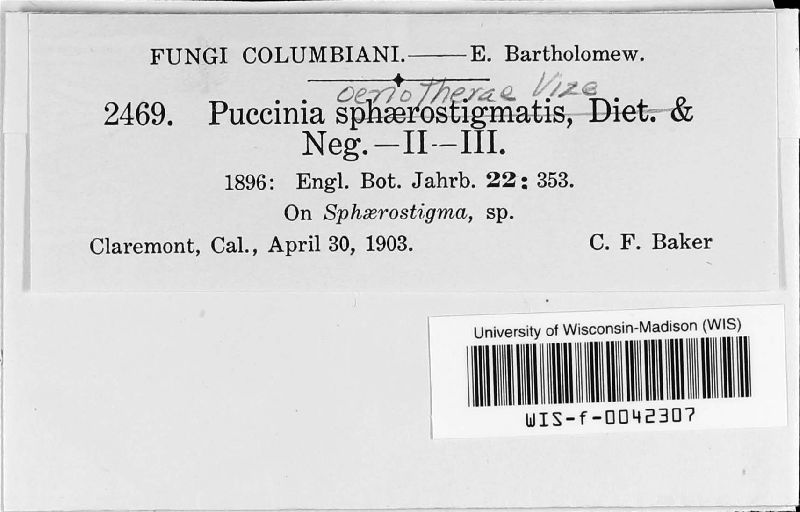 FUNGI COLUMBIANI.—E. Bartholomew.
oenotherae Vize
2469. Puccinia sphærostigmatis, Diet. &
Neg.—II—III.
1896: Engl. Bot. Jahrb. 22: 353.
On Sphærostigma, sp.
Claremont, Cal., April 30, 1903. C. F. Baker
University of Wisconsin-Madison (WIS)
WIS-f-0042307